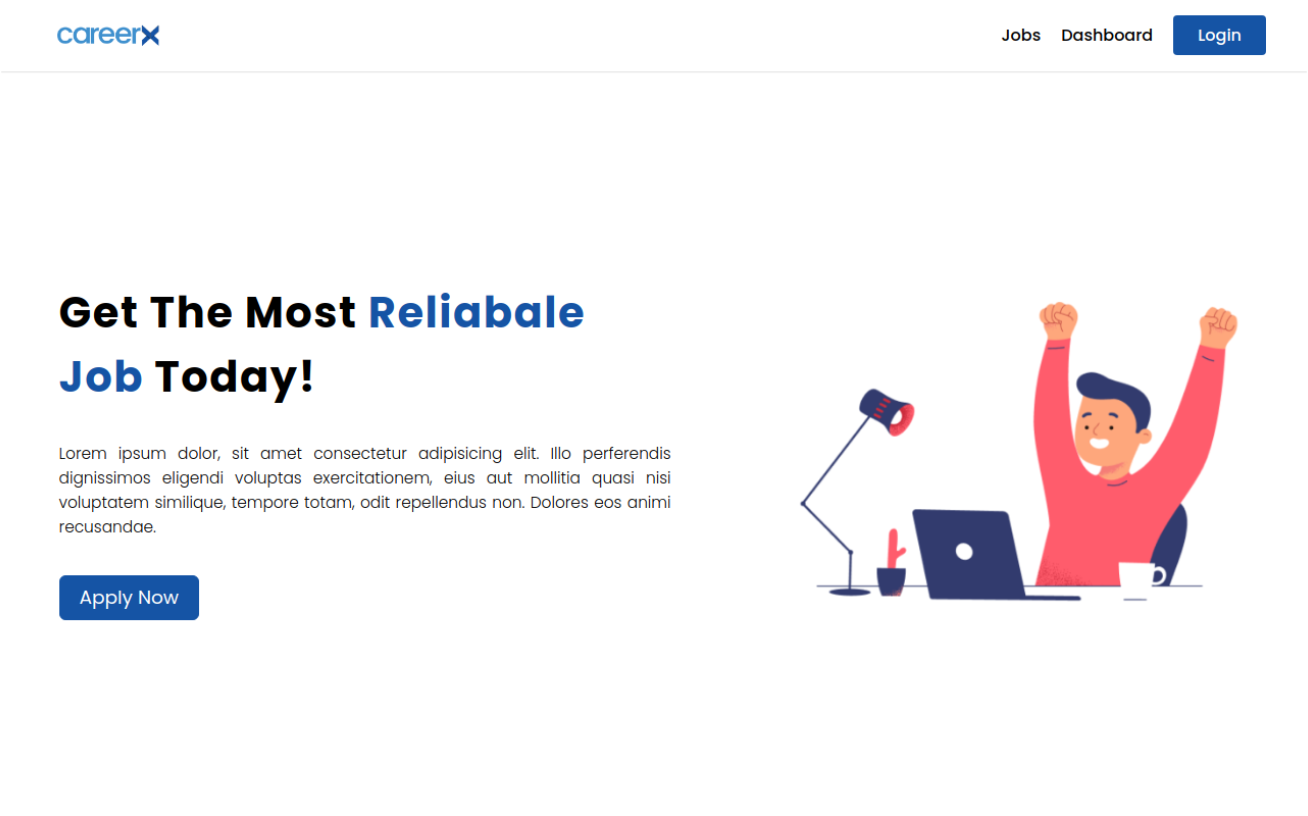 careerx
Jobs Dashboard Login
Get The Most Reliabale
Job Today!
Lorem ipsum dolor, sit amet consectetur adipisicing elit. Illo perferendis
dignissimos eligendi voluptas exercitationem, eius aut mollitia quasi nisi
voluptatem similique, tempore totam, odit repellendus non. Dolores eos animi
recusandae.
Apply Now